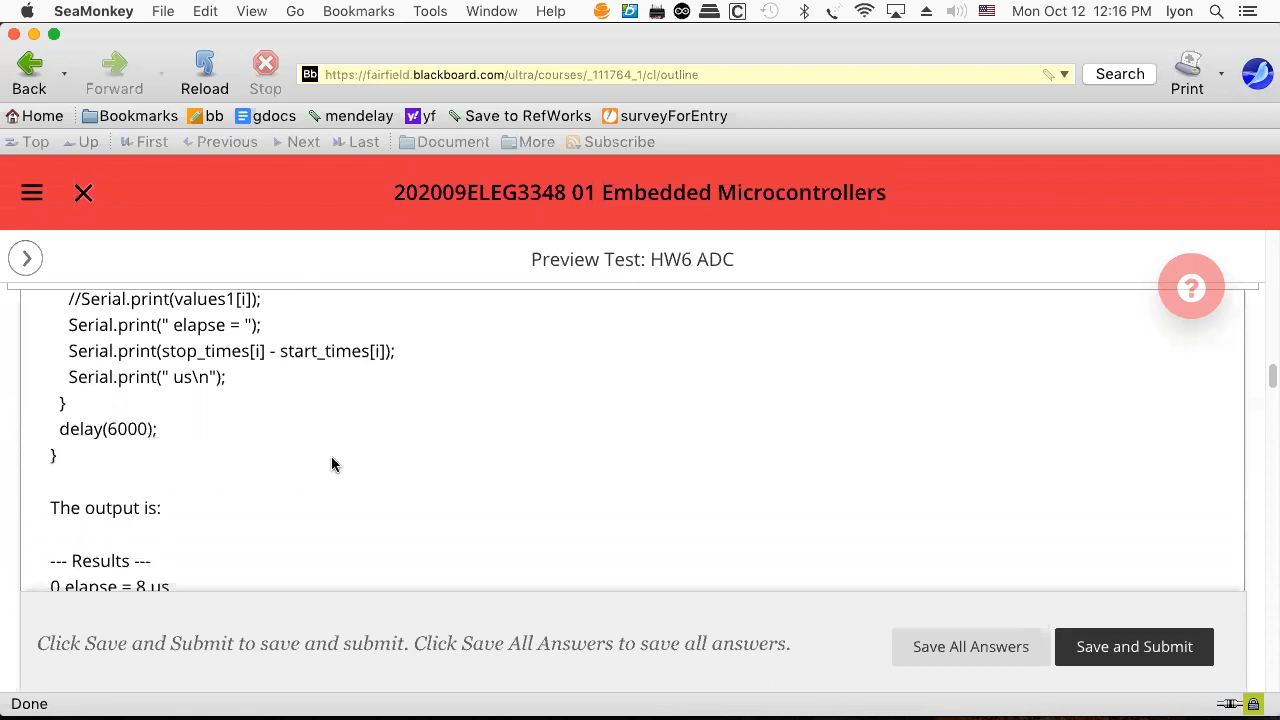 SeaMonkey File Edit View Go Bookmarks Tools Window Help Mon Oct 12 12:16 PM lyon
Back Forward Reload Stop Bb https://fairfield.blackboard.com/ultra/courses/_111764_1/cl/outline Search Print
Home Bookmarks bb gdocs mendelay yf Save to RefWorks surveyForEntry
Top Up First Previous Next Last Document More Subscribe
202009ELEG3348 01 Embedded Microcontrollers
Preview Test: HW6 ADC
//Serial.print(values1[i]);
Serial.print(" elapse = ");
Serial.print(stop_times[i] - start_times[i]);
Serial.print(" us\n");
}
delay(6000);
}
The output is:
--- Results ---
0 elapse = 8 us
Click Save and Submit to save and submit. Click Save All Answers to save all answers.
Save All Answers Save and Submit
Done